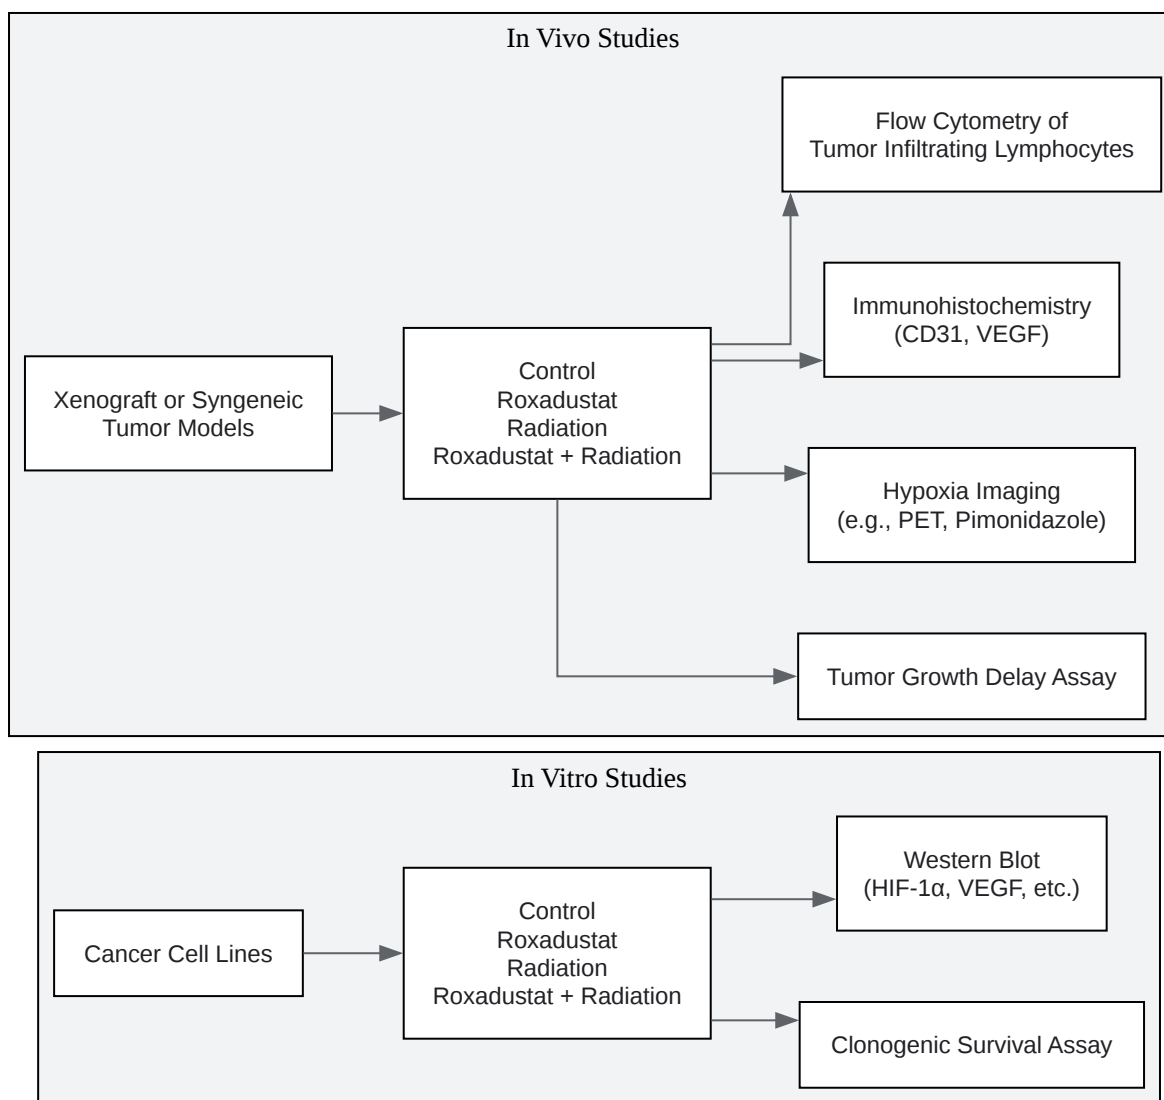 In Vivo Studies
Flow Cytometry of
Tumor Infiltrating Lymphocytes
Immunohistochemistry
(CD31, VEGF)
Xenograft or Syngeneic
Tumor Models
Control
Roxadustat
Radiation
Roxadustat + Radiation
Hypoxia Imaging
(e.g., PET, Pimonidazole)
Tumor Growth Delay Assay
In Vitro Studies
Western Blot
(HIF-1α, VEGF, etc.)
Cancer Cell Lines
Control
Roxadustat
Radiation
Roxadustat + Radiation
Clonogenic Survival Assay